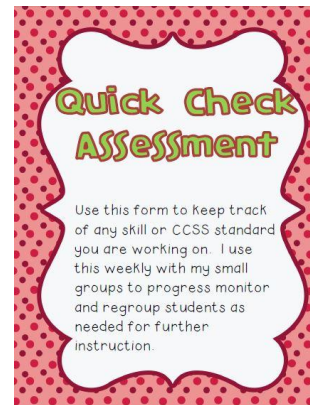 Quick Check
Assessment
Use this form to keep track
of any skill or CCSS standard
you are working on. I use
this weekly with my small
groups to progress monitor
and regroup students as
needed for further
instruction.